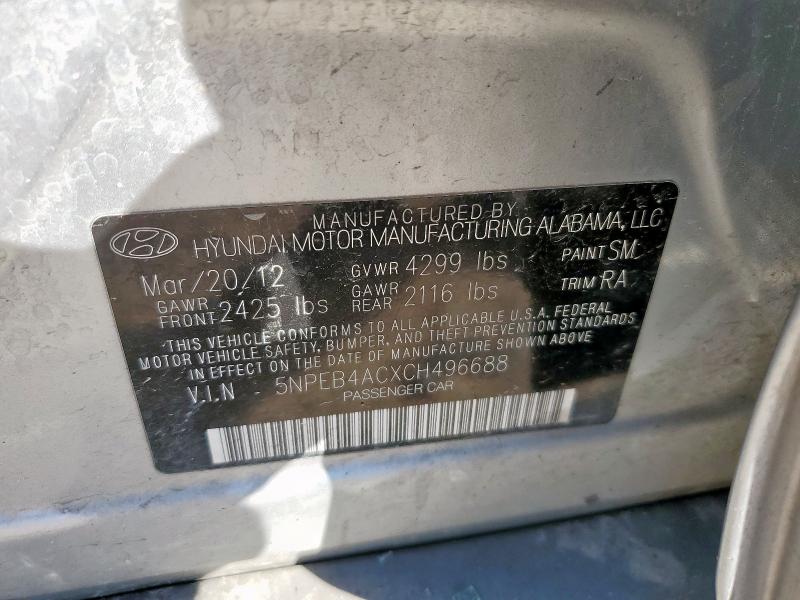 MANUFACTURED BY
HYUNDAI MOTOR MANUFACTURING ALABAMA, LLC
Mar/20/12 GVWR 4299 lbs PAINT SM
GAWR FRONT 2425 lbs GAWR REAR 2116 lbs TRIM RA
THIS VEHICLE CONFORMS TO ALL APPLICABLE U.S.A. FEDERAL
MOTOR VEHICLE SAFETY, BUMPER, AND THEFT PREVENTION STANDARDS
IN EFFECT ON THE DATE OF MANUFACTURE SHOWN ABOVE
V.I.N 5NPEB4ACXCH496688
PASSENGER CAR